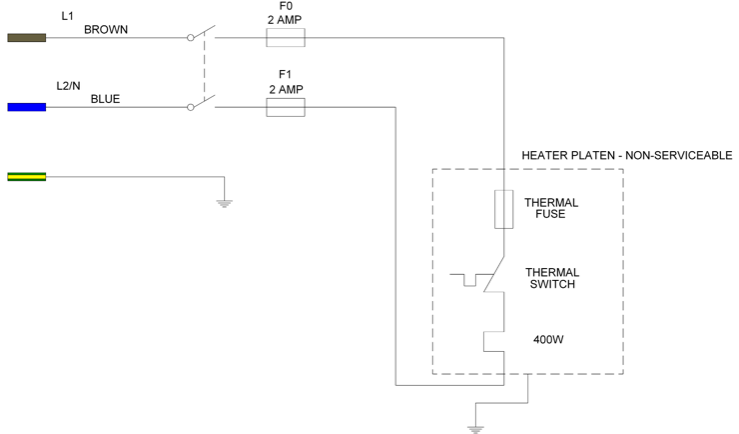 L1
BROWN
F0
2 AMP
L2/N
BLUE
F1
2 AMP
HEATER PLATEN - NON-SERVICEABLE
THERMAL
FUSE
THERMAL
SWITCH
400W